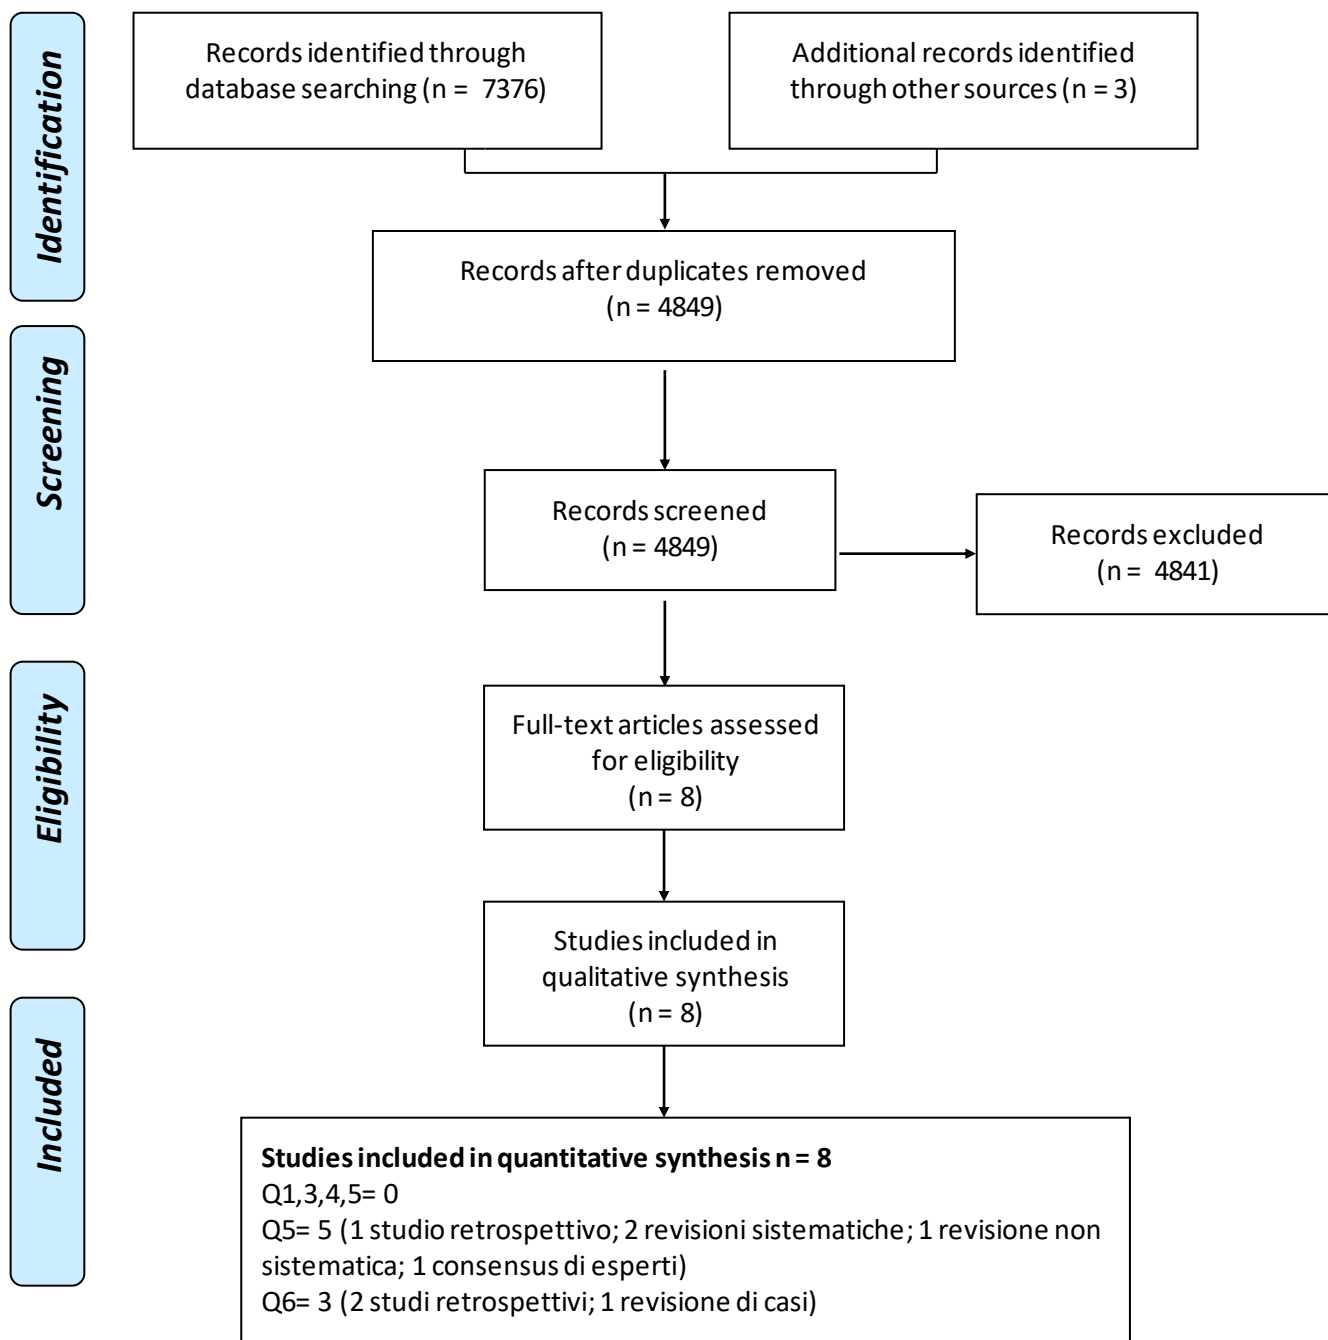 Identification
Records identified through
database searching (n = 7376)
Additional records identified
through other sources (n = 3)
Records after duplicates removed
(n = 4849)
Screening
Records screened
(n = 4849)
Records excluded
(n = 4841)
Eligibility
Full-text articles assessed
for eligibility
(n = 8)
Studies included in
qualitative synthesis
(n = 8)
Included
Studies included in quantitative synthesis n = 8
Q1,3,4,5= 0
Q5= 5 (1 studio retrospettivo; 2 revisioni sistematiche; 1 revisione non
sistematica; 1 consensus di esperti)
Q6= 3 (2 studi retrospettivi; 1 revisione di casi)